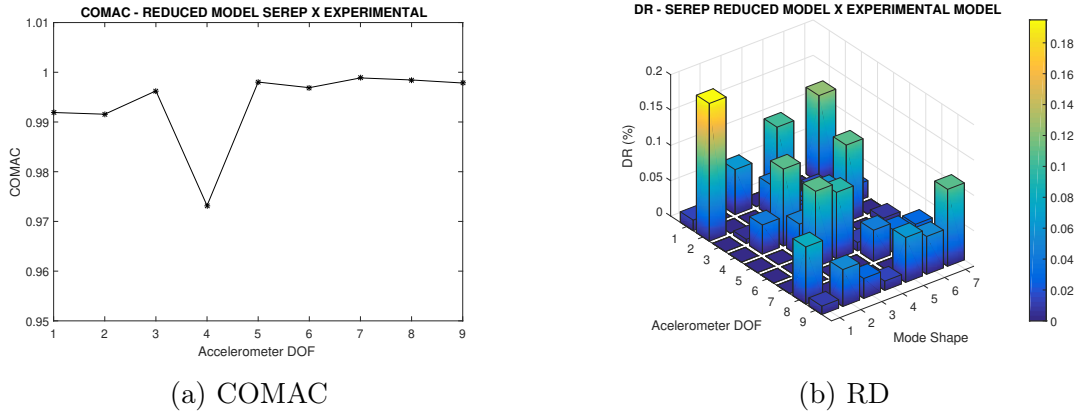 COMAC - REDUCED MODEL SEREP X EXPERIMENTAL
1.01
1
0.99
0.98
0.97
0.96
0.95
COMAC
1 2 3 4 5 6 7 8 9
Accelerometer DOF
(a) COMAC
DR - SEREP REDUCED MODEL X EXPERIMENTAL MODEL
0.2
0.15
0.1
0.05
0
DR (%)
1 2 3 4 5 6 7 8 9
Acelerometer DOF
1 2 3 4 5 6 7
Mode Shape
0.18
0.16
0.14
0.12
0.1
0.08
0.06
0.04
0.02
0
(b) RD